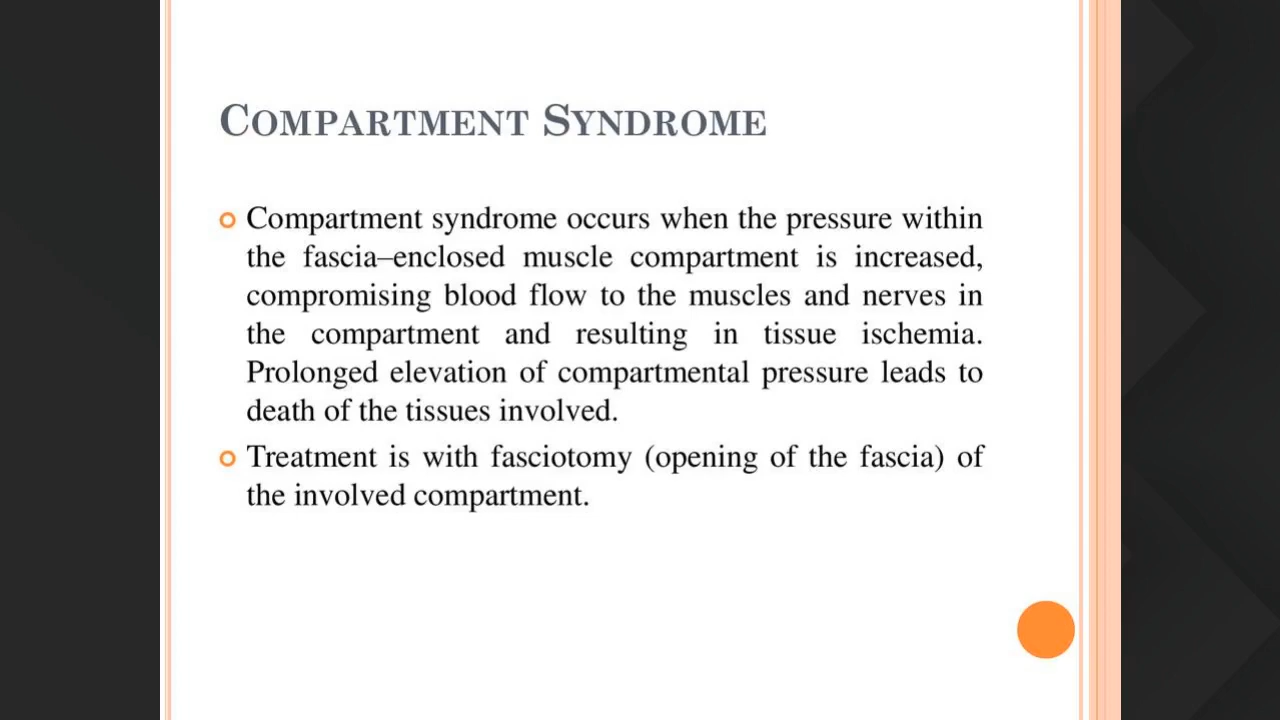 COMPARTMENT SYNDROME
Compartment syndrome occurs when the pressure within
the fascia–enclosed muscle compartment is increased,
compromising blood flow to the muscles and nerves in
the compartment and resulting in tissue ischemia.
Prolonged elevation of compartmental pressure leads to
death of the tissues involved.
Treatment is with fasciotomy (opening of the fascia) of
the involved compartment.